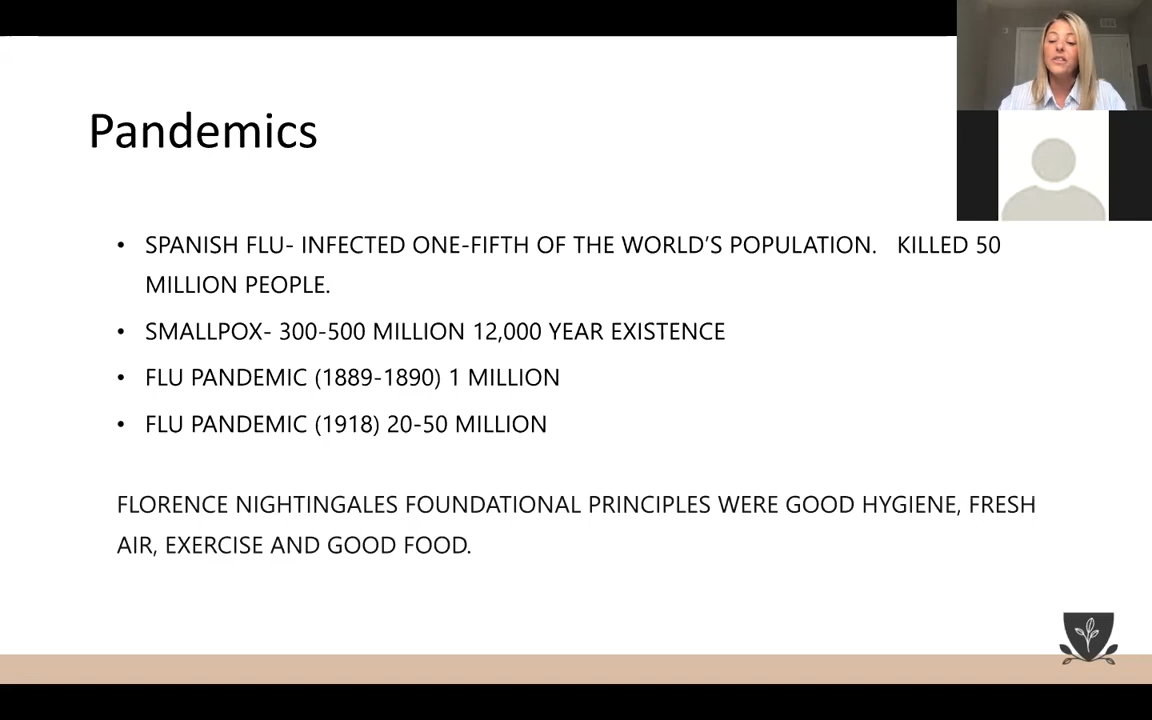 Pandemics
• SPANISH FLU- INFECTED ONE-FIFTH OF THE WORLD'S POPULATION. KILLED 50
MILLION PEOPLE.
• SMALLPOX- 300-500 MILLION 12,000 YEAR EXISTENCE
• FLU PANDEMIC (1889-1890) 1 MILLION
• FLU PANDEMIC (1918) 20-50 MILLION
FLORENCE NIGHTINGALES FOUNDATIONAL PRINCIPLES WERE GOOD HYGIENE, FRESH
AIR, EXERCISE AND GOOD FOOD.